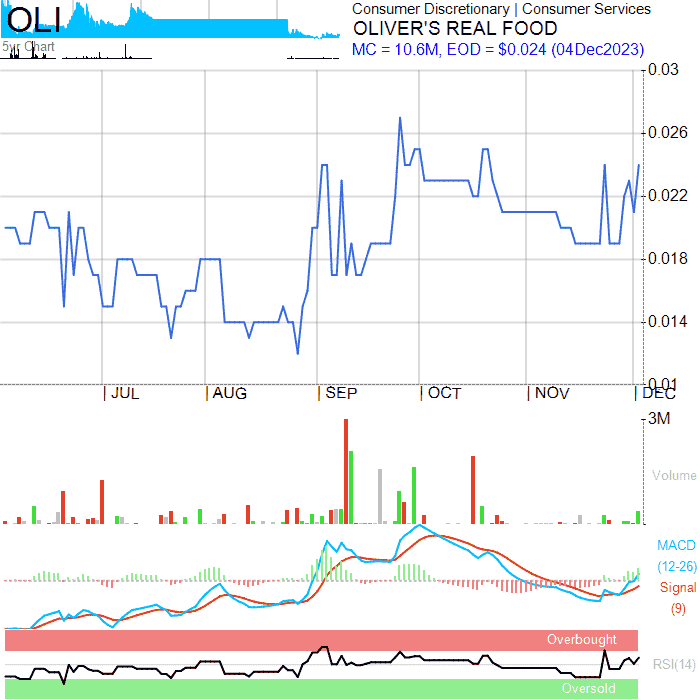 OLI
5yr Chart
Consumer Discretionary | Consumer Services
OLIVER'S REAL FOOD
MC = 10.6M, EOD = $0.024 (04Dec2023)
0.03
0.026
0.022
0.018
0.014
0.01
| JUL | AUG | SEP | OCT | NOV | DEC
3M
Volume
MACD
(12-26)
Signal
(9)
Overbought
RSI(14)
Oversold